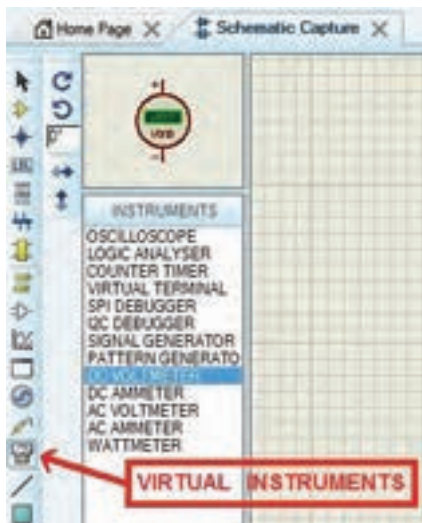 Home Page
Schematic Capture
LBL
INSTRUMENTS
OSCILLOSCOPE
LOGIC ANALYSER
COUNTER TIMER
VIRTUAL TERMINAL
SPI DEBUGGER
I2C DEBUGGER
SIGNAL GENERATOR
PATTERN GENERATO
DC VOLTMETER
DC AMMETER
AC VOLTMETER
AC AMMETER
WATTMETER
VIRTUAL INSTRUMENTS